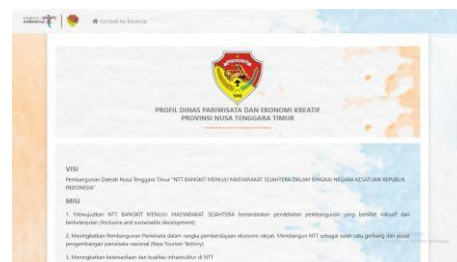 Kembali ke Beranda
PROFIL DINAS PARIWISATA DAN EKONOMI KREATIF
PROVINSI NUSA TENGGARA TIMUR
VISI
Pembangunan Daerah Nusa Tenggara Timur "NTT BANGKIT MENUJU MASYARAKAT SEJAHTERA DALAM BINGKAI NEGARA KESATUAN REPUBLIK
INDONESIA"
MISI
1. Mewujudkan NTT BANGKIT MENUJU MASYARAKAT SEJAHTERA berlandaskan pendekatan pembangunan yang bersifat inklusif dan
berkelanjutan (inclusive and sustainable development)
2. Meningkatkan Pembangunan Pariwisata dalam rangka pemberdayaan ekonomi rakyat. Membangun NTT sebagai salah satu gerbang dan pusat
pengembangan pariwisata nasional (New Tourism Teritory)
3. Meningkatkan ketersediaan dan kualitas infrastruktur di NTT